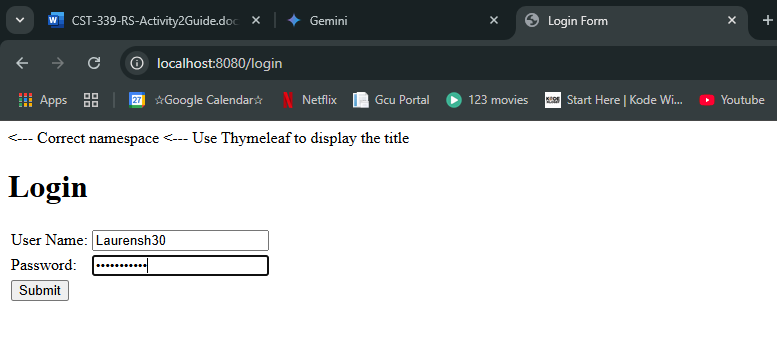 CST-339-RS-Activity2Guide.doc
Gemini
Login Form
localhost:8080/login
Apps
27
☆Google Calendar☆
Netflix
Gcu Portal
123 movies
Start Here | Kode Wi...
Youtube
<--- Correct namespace <--- Use Thymeleaf to display the title
Login
User Name: Laurensh30
Password: •••••••••••
Submit